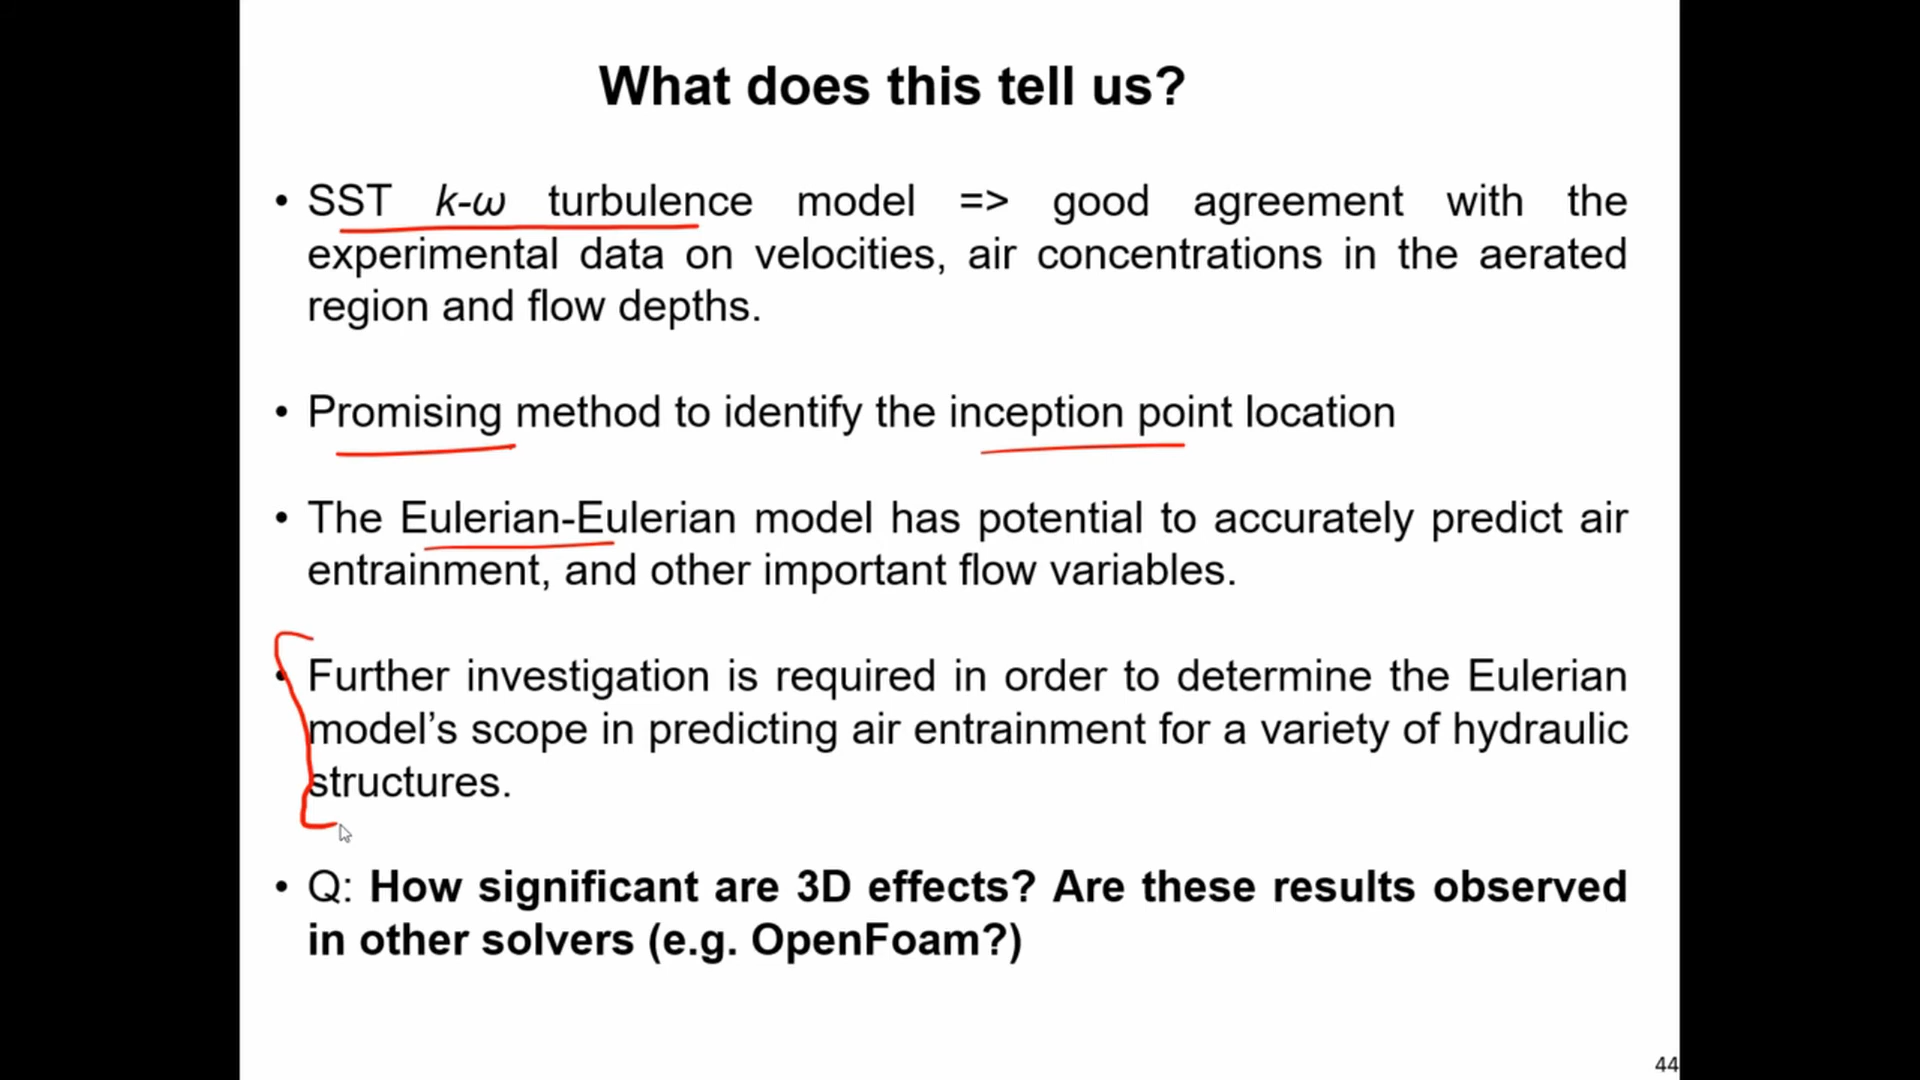 What does this tell us?
• SST k-ω turbulence model => good agreement with the
experimental data on velocities, air concentrations in the aerated
region and flow depths.
• Promising method to identify the inception point location
• The Eulerian-Eulerian model has potential to accurately predict air
entrainment, and other important flow variables.
• Further investigation is required in order to determine the Eulerian
model’s scope in predicting air entrainment for a variety of hydraulic
structures.
• Q: How significant are 3D effects? Are these results observed
in other solvers (e.g. OpenFoam?)
44